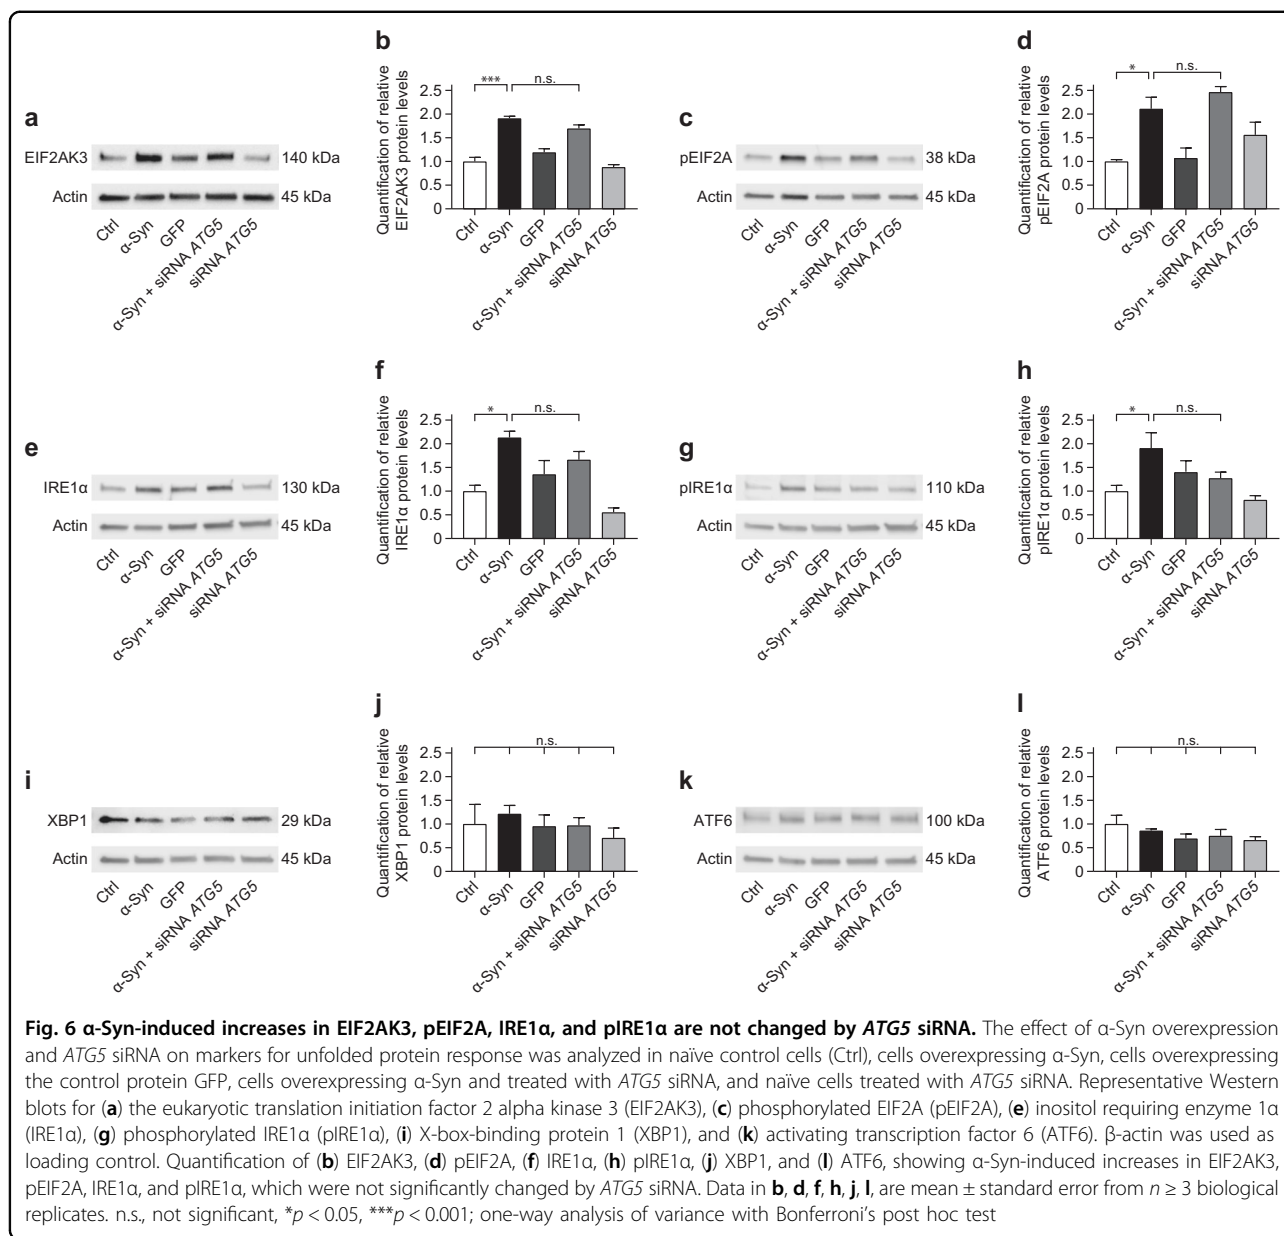 a
EIF2AK3
140 kDa
Actin
45 kDa
Ctrl
α-Syn
GFP
α-Syn + siRNA ATG5
siRNA ATG5
b
Quantification of relative
EIF2AK3 protein levels
2.5
2.0
1.5
1.0
0.5
0
***
n.s.
Ctrl
α-Syn
GFP
α-Syn + siRNA ATG5
siRNA ATG5
c
pEIF2A
38 kDa
Actin
45 kDa
Ctrl
α-Syn
GFP
α-Syn + siRNA ATG5
siRNA ATG5
d
Quantification of relative
pEIF2A protein levels
2.5
2.0
1.5
1.0
0.5
0
*
n.s.
Ctrl
α-Syn
GFP
α-Syn + siRNA ATG5
siRNA ATG5
e
IRE1α
130 kDa
Actin
45 kDa
Ctrl
α-Syn
GFP
α-Syn + siRNA ATG5
siRNA ATG5
f
Quantification of relative
IRE1α protein levels
2.5
2.0
1.5
1.0
0.5
0
*
n.s.
Ctrl
α-Syn
GFP
α-Syn + siRNA ATG5
siRNA ATG5
g
pIRE1α
110 kDa
Actin
45 kDa
Ctrl
α-Syn
GFP
α-Syn + siRNA ATG5
siRNA ATG5
h
Quantification of relative
pIRE1α protein levels
2.5
2.0
1.5
1.0
0.5
0
*
n.s.
Ctrl
α-Syn
GFP
α-Syn + siRNA ATG5
siRNA ATG5
i
XBP1
29 kDa
Actin
45 kDa
Ctrl
α-Syn
GFP
α-Syn + siRNA ATG5
siRNA ATG5
j
Quantification of relative
XBP1 protein levels
2.5
2.0
1.5
1.0
0.5
0
n.s.
Ctrl
α-Syn
GFP
α-Syn + siRNA ATG5
siRNA ATG5
k
ATF6
100 kDa
Actin
45 kDa
Ctrl
α-Syn
GFP
α-Syn + siRNA ATG5
siRNA ATG5
l
Quantification of relative
ATF6 protein levels
2.5
2.0
1.5
1.0
0.5
0
n.s.
Ctrl
α-Syn
GFP
α-Syn + siRNA ATG5
siRNA ATG5
Fig. 6 α-Syn-induced increases in EIF2AK3, pEIF2A, IRE1α, and pIRE1α are not changed by ATG5 siRNA. The effect of α-Syn overexpression
and ATG5 siRNA on markers for unfolded protein response was analyzed in naïve control cells (Ctrl), cells overexpressing α-Syn, cells overexpressing
the control protein GFP, cells overexpressing α-Syn and treated with ATG5 siRNA, and naïve cells treated with ATG5 siRNA. Representative Western
blots for (a) the eukaryotic translation initiation factor 2 alpha kinase 3 (EIF2AK3), (c) phosphorylated EIF2A (pEIF2A), (e) inositol requiring enzyme 1α
(IRE1α), (g) phosphorylated IRE1α (pIRE1α), (i) X-box-binding protein 1 (XBP1), and (k) activating transcription factor 6 (ATF6). β-actin was used as
loading control. Quantification of (b) EIF2AK3, (d) pEIF2A, (f) IRE1α, (h) pIRE1α, (j) XBP1, and (l) ATF6, showing α-Syn-induced increases in EIF2AK3,
pEIF2A, IRE1α, and pIRE1α, which were not significantly changed by ATG5 siRNA. Data in b, d, f, h, j, l, are mean ± standard error from n ≥ 3 biological
replicates. n.s., not significant, *p < 0.05, ***p < 0.001; one-way analysis of variance with Bonferroni's post hoc test